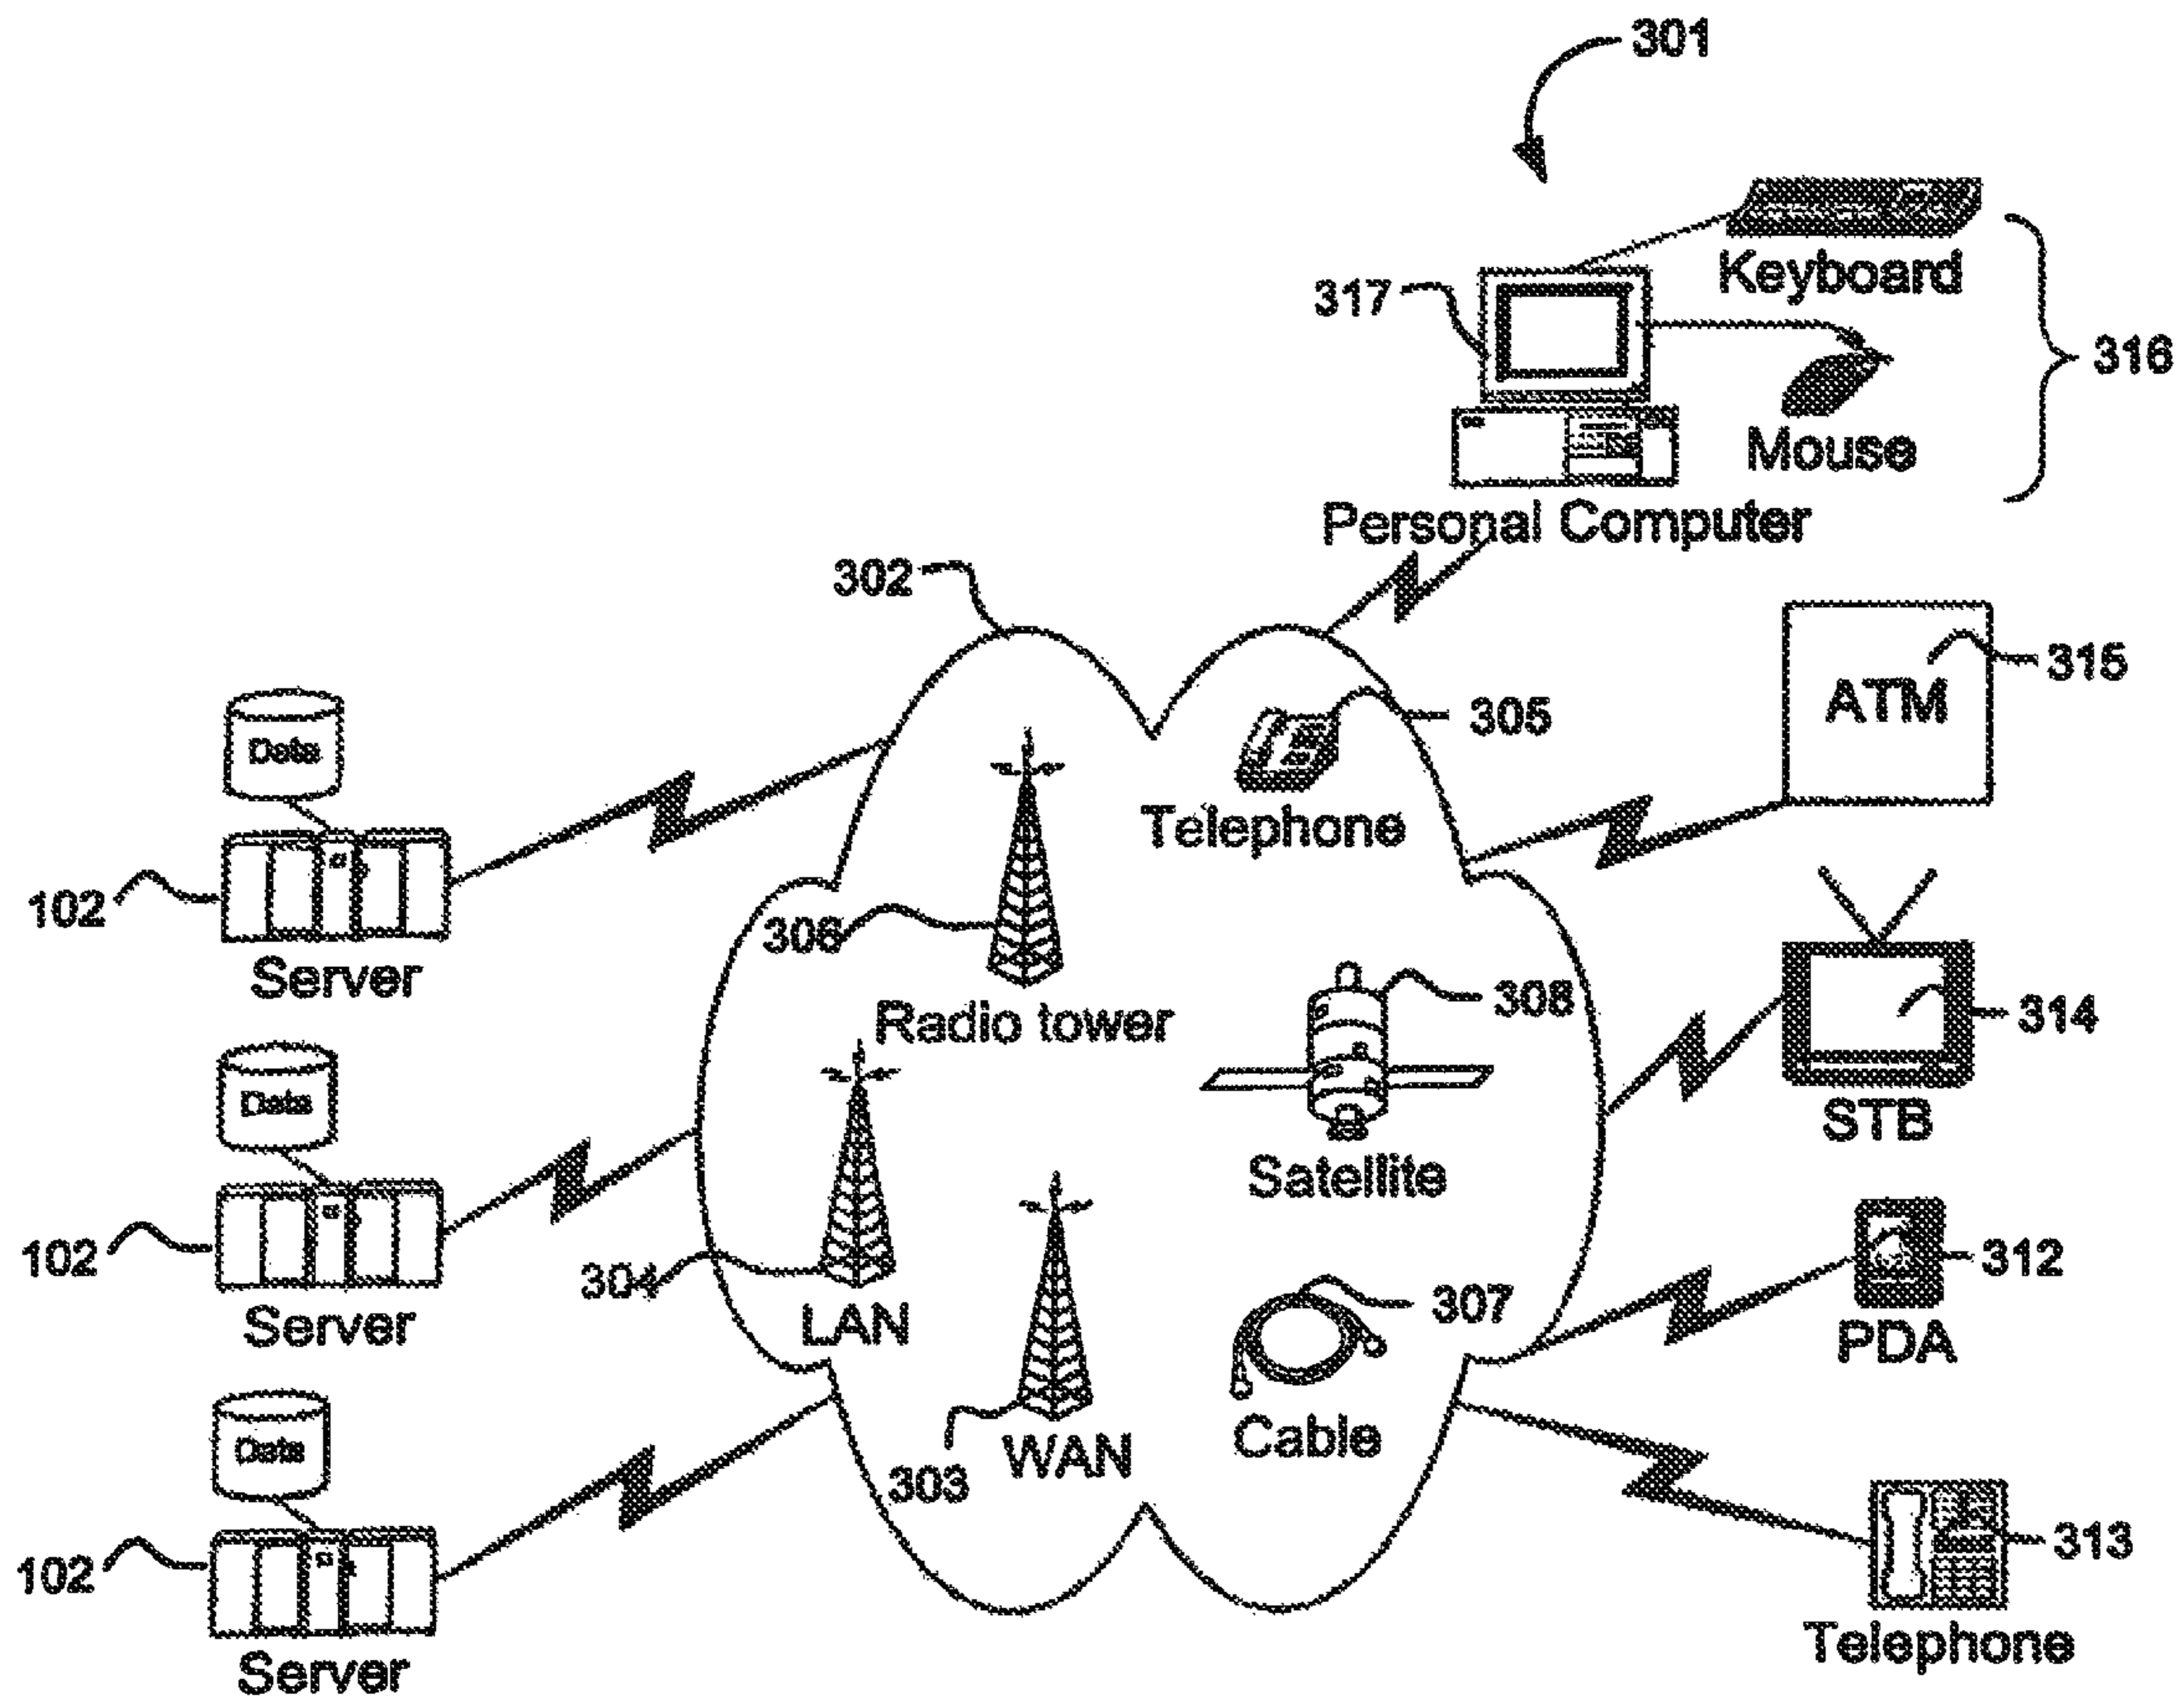 301
Keyboard
317
316
Mouse
Personal Computer
302
315
ATM
305
Data
Telephone
102
306
Server
308
Radio tower
314
STB
Data
Satellite
102
304
312
Server
LAN
307
PDA
Data
Cable
303
WAN
313
102
Telephone
Server